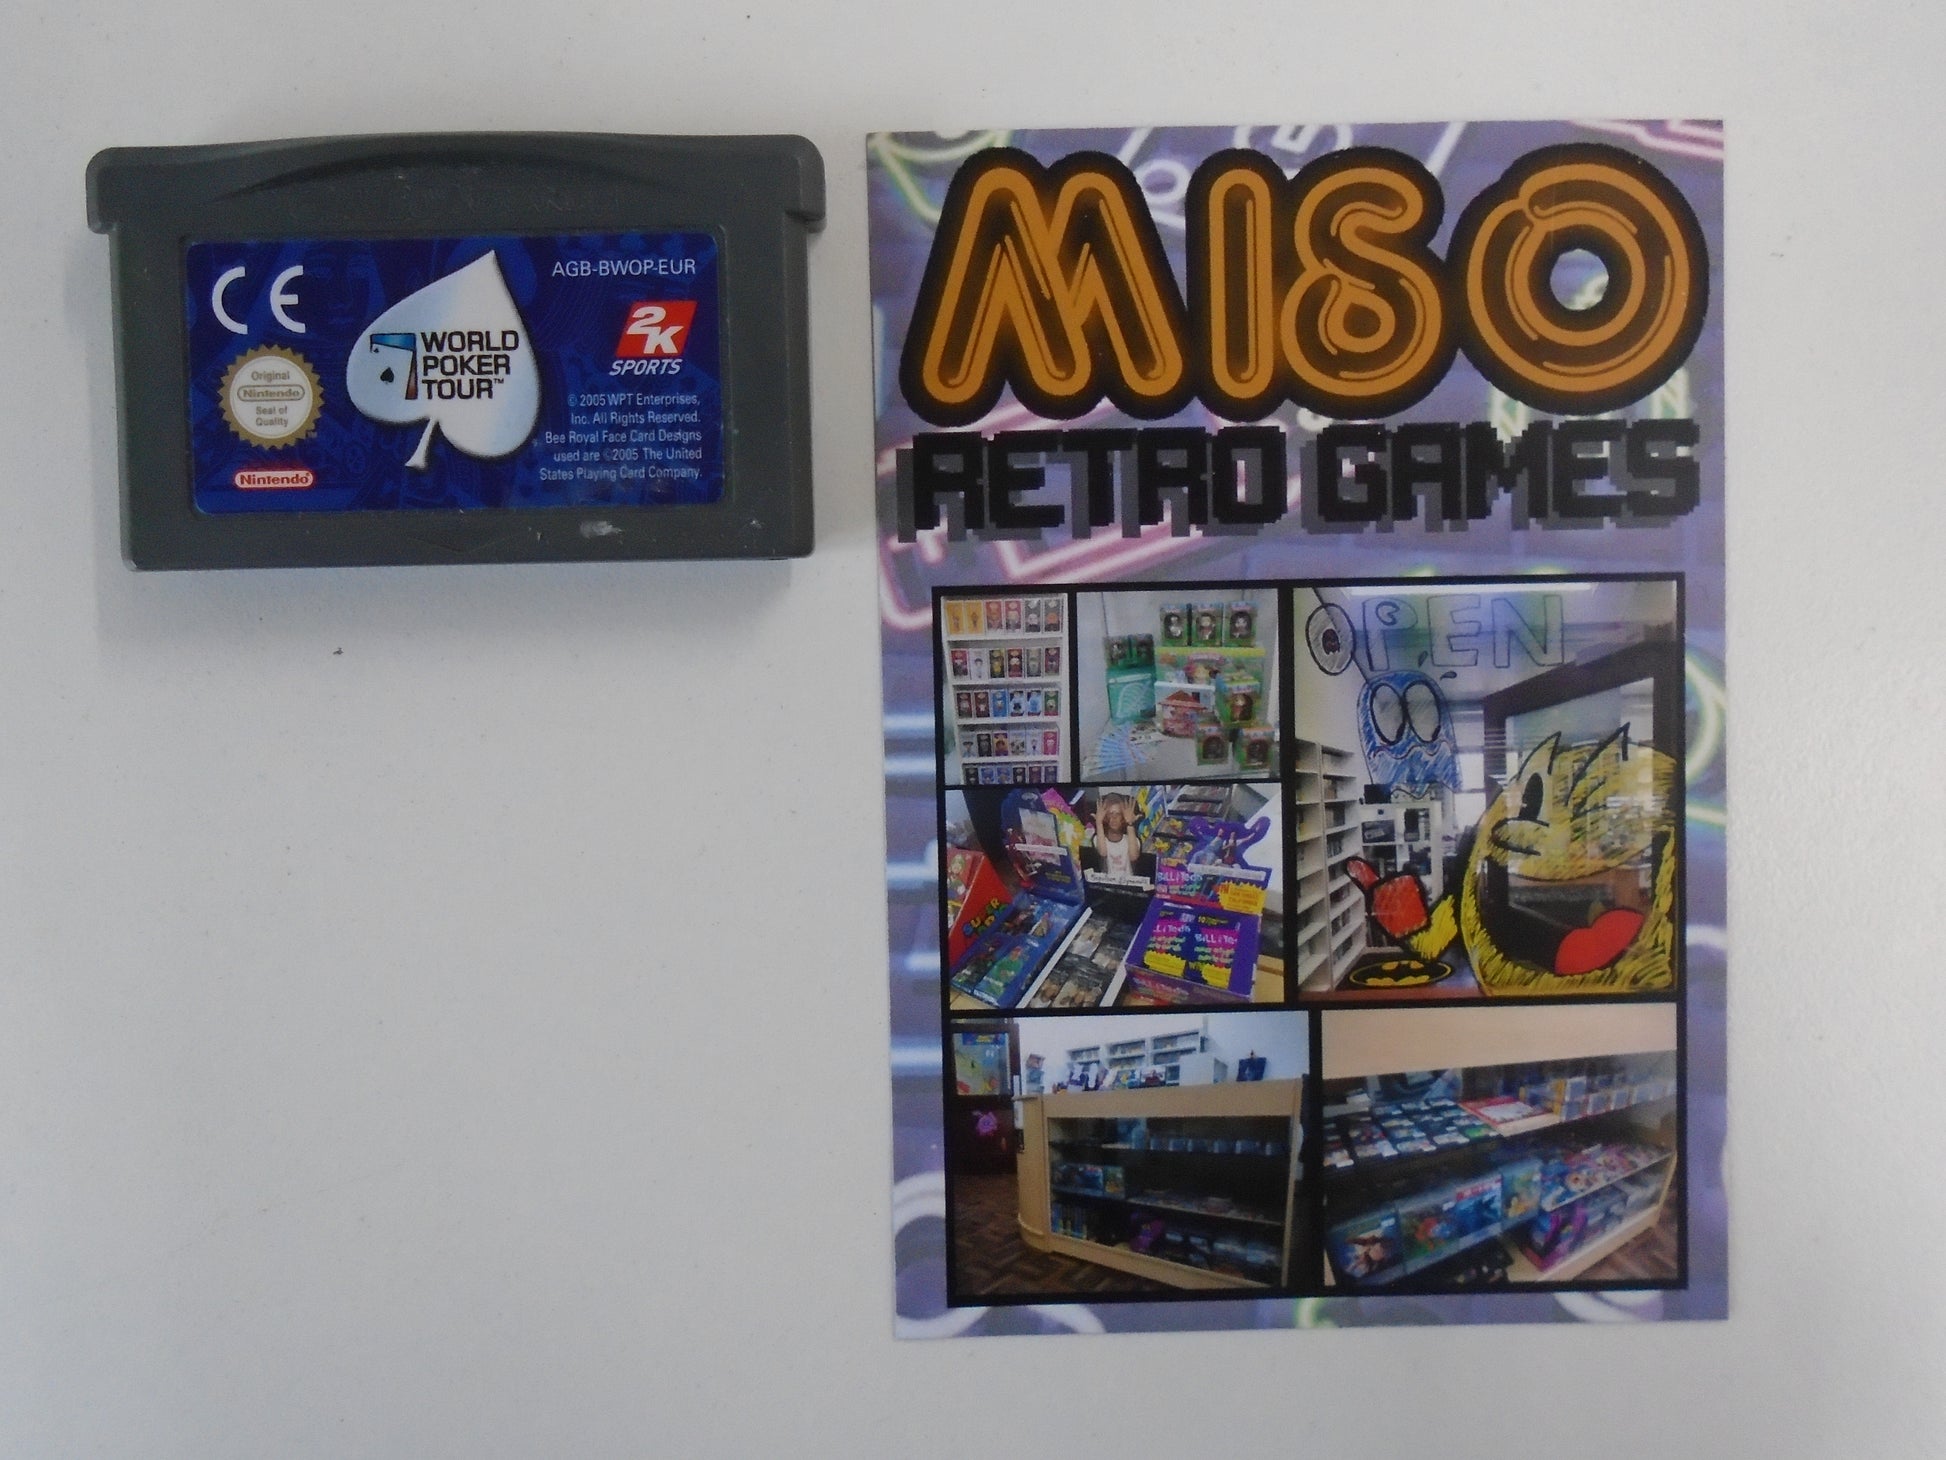 CE
AGB-BWOP-EUR
WORLD
POKER
TOUR™
2K
SPORTS
Original
Nintendo
Seal of
Quality
Nintendo
© 2005 WPT Enterprises,
Inc. All Rights Reserved.
Bee Royal Face Card Designs
used are ©2005 The United
States Playing Card Company.
MISO
RETRO GAMES
OPEN